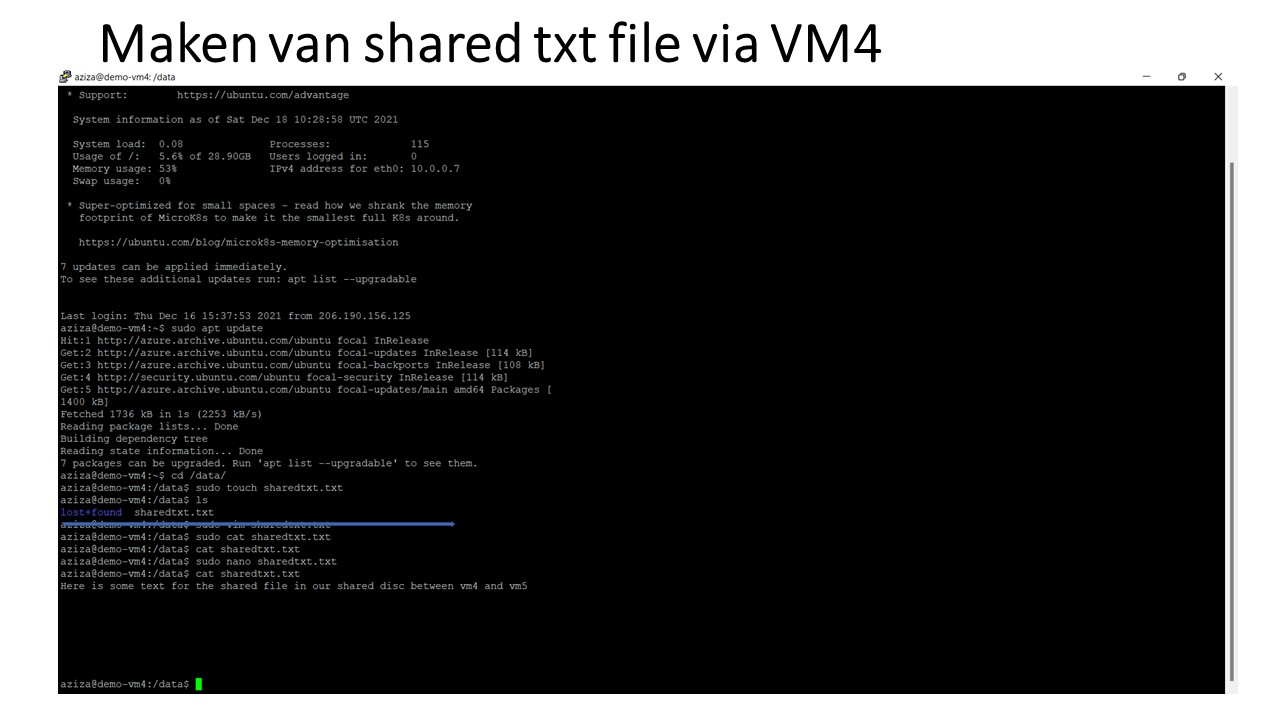 Maken van shared txt file via VM4
aziza@demo-vm4: /data
* Support: https://ubuntu.com/advantage
System information as of Sat Dec 18 10:28:58 UTC 2021
System load: 0.08 Processes: 115
Usage of /: 5.6% of 28.90GB Users logged in: 0
Memory usage: 53% IPv4 address for eth0: 10.0.0.7
Swap usage: 0%
* Super-optimized for small spaces - read how we shrank the memory
footprint of MicroK8s to make it the smallest full K8s around.
https://ubuntu.com/blog/microk8s-memory-optimisation
7 updates can be applied immediately.
To see these additional updates run: apt list --upgradable
Last login: Thu Dec 16 15:37:53 2021 from 206.190.156.125
aziza@demo-vm4:~$ sudo apt update
Hit:1 http://azure.archive.ubuntu.com/ubuntu focal InRelease
Get:2 http://azure.archive.ubuntu.com/ubuntu focal-updates InRelease [114 kB]
Get:3 http://azure.archive.ubuntu.com/ubuntu focal-backports InRelease [108 kB]
Get:4 http://security.ubuntu.com/ubuntu focal-security InRelease [114 kB]
Get:5 http://azure.archive.ubuntu.com/ubuntu focal-updates/main amd64 Packages [
1400 kB]
Fetched 1736 kB in 1s (2253 kB/s)
Reading package lists... Done
Building dependency tree
Reading state information... Done
7 packages can be upgraded. Run 'apt list --upgradable' to see them.
aziza@demo-vm4:~$ cd /data/
aziza@demo-vm4:/data$ sudo touch sharedtxt.txt
aziza@demo-vm4:/data$ ls
lost+found sharedtxt.txt
aziza@demo-vm4:/data$ sudo vim sharedtxt.txt
aziza@demo-vm4:/data$ sudo cat sharedtxt.txt
aziza@demo-vm4:/data$ cat sharedtxt.txt
aziza@demo-vm4:/data$ sudo nano sharedtxt.txt
aziza@demo-vm4:/data$ cat sharedtxt.txt
Here is some text for the shared file in our shared disc between vm4 and vm5
aziza@demo-vm4:/data$